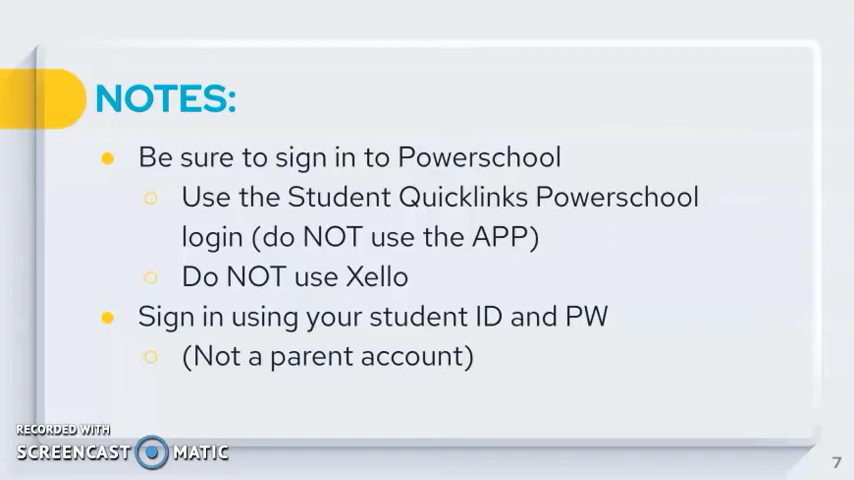 NOTES:
● Be sure to sign in to Powerschool
○ Use the Student Quicklinks Powerschool
login (do NOT use the APP)
○ Do NOT use Xello
● Sign in using your student ID and PW
○ (Not a parent account)
RECORDED WITH
SCREENCAST MATIC
7